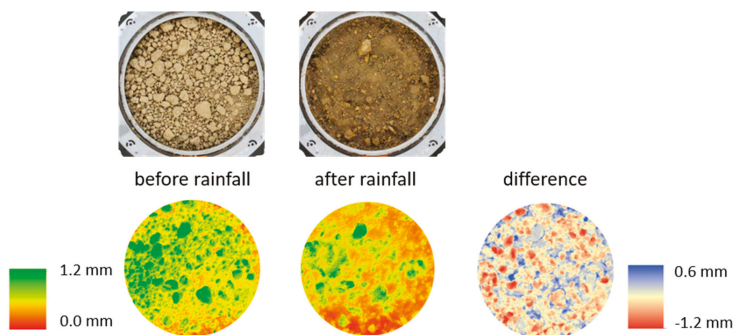 before rainfall
after rainfall
difference
1.2 mm
0.0 mm
0.6 mm
-1.2 mm